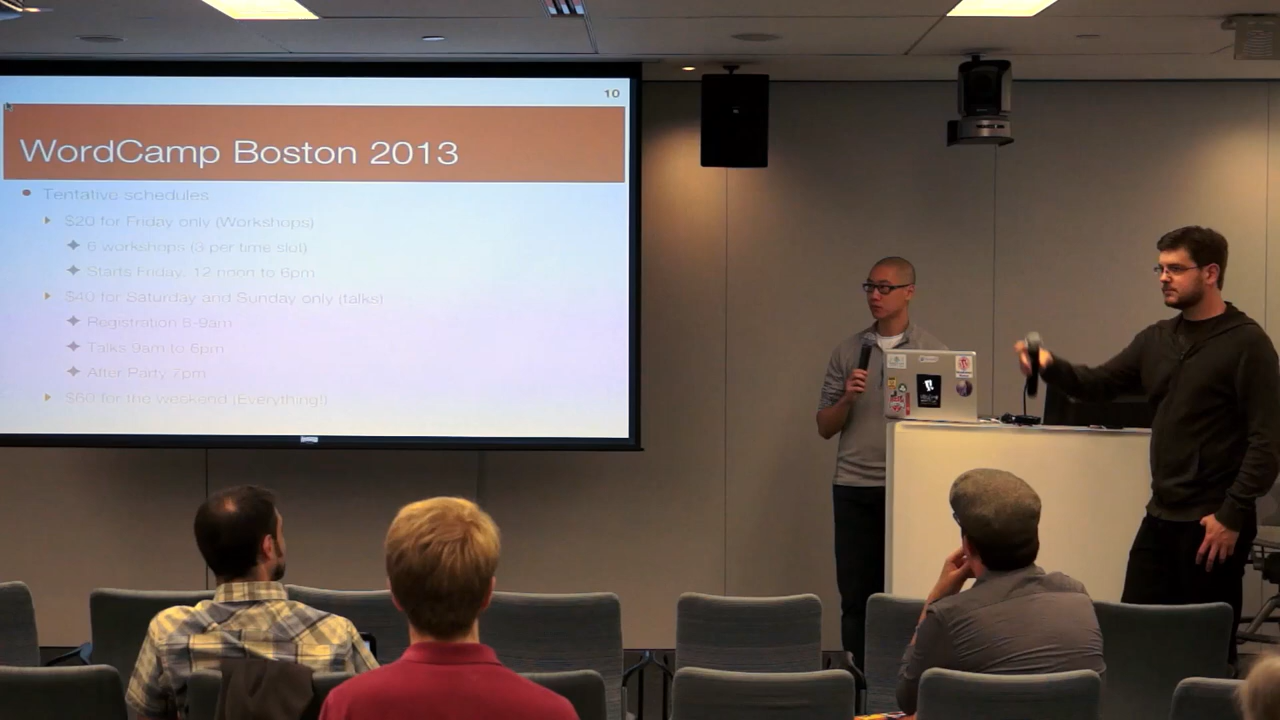 10
WordCamp Boston 2013
Tentative schedules
$20 for Friday only (Workshops)
6 workshops (3 per time slot)
Starts Friday, 12 noon to 6pm
$40 for Saturday and Sunday only (talks)
Registration 8-9am
Talks 9am to 6pm
After Party 7pm
$60 for the weekend (Everything!)